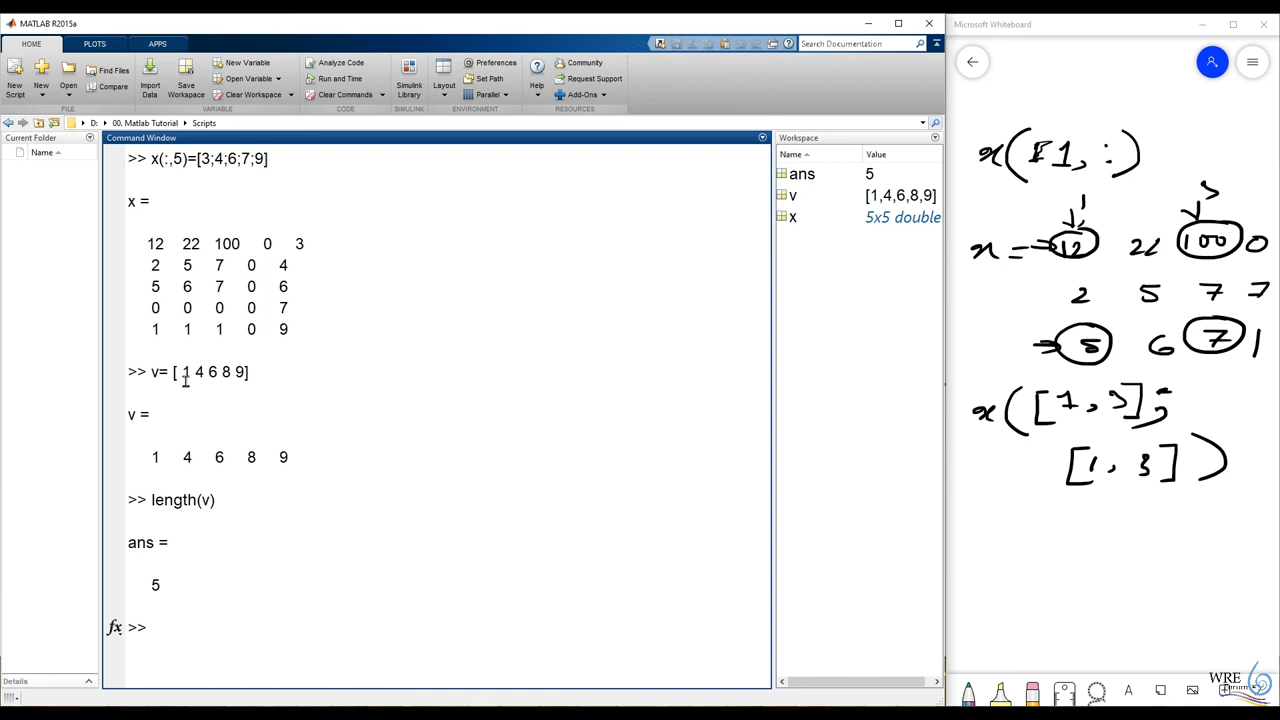 MATLAB R2015a
HOME PLOTS APPS Search Documentation
New Script New Open Find Files Compare Import Data Save Workspace New Variable Open Variable Clear Workspace Analyze Code Run and Time Clear Commands Simulink Library Layout Preferences Set Path Parallel Help Community Request Support Add-Ons
FILE VARIABLE CODE SIMULINK ENVIRONMENT RESOURCES
D: 00. Matlab Tutorial Scripts
Current Folder
Name
Details
Command Window
>> x(:,5)=[3;4;6;7;9]
x =
12 22 100 0 3
2 5 7 0 4
5 6 7 0 6
0 0 0 0 7
1 1 1 0 9
>> v= [ 1 4 6 8 9]
v =
1 4 6 8 9
>> length(v)
ans =
5
fx >>
Workspace
Name Value
ans 5
v [1,4,6,8,9]
x 5x5 double
Microsoft Whiteboard
x = 12 22 100 0
2 5 7 7
5 6 7 1
[1, 3])
WRE
Forum